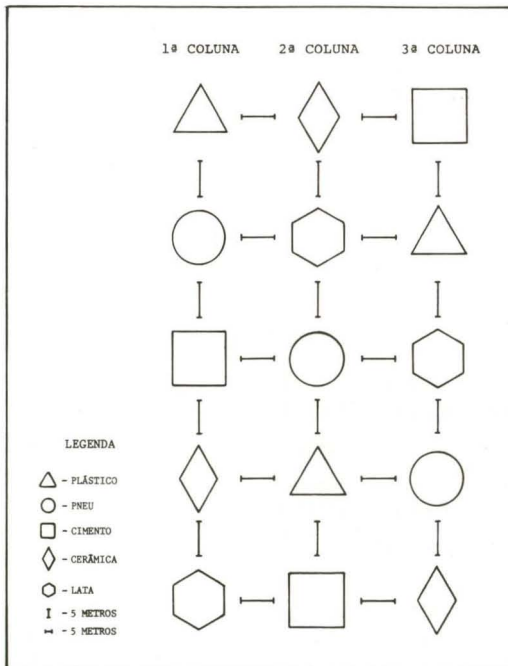 1ª COLUNA 2ª COLUNA 3ª COLUNA
LEGENDA
- PLÁSTICO
- PNEU
- CIMENTO
- CERÂMICA
- LATA
- 5 METROS
- 5 METROS